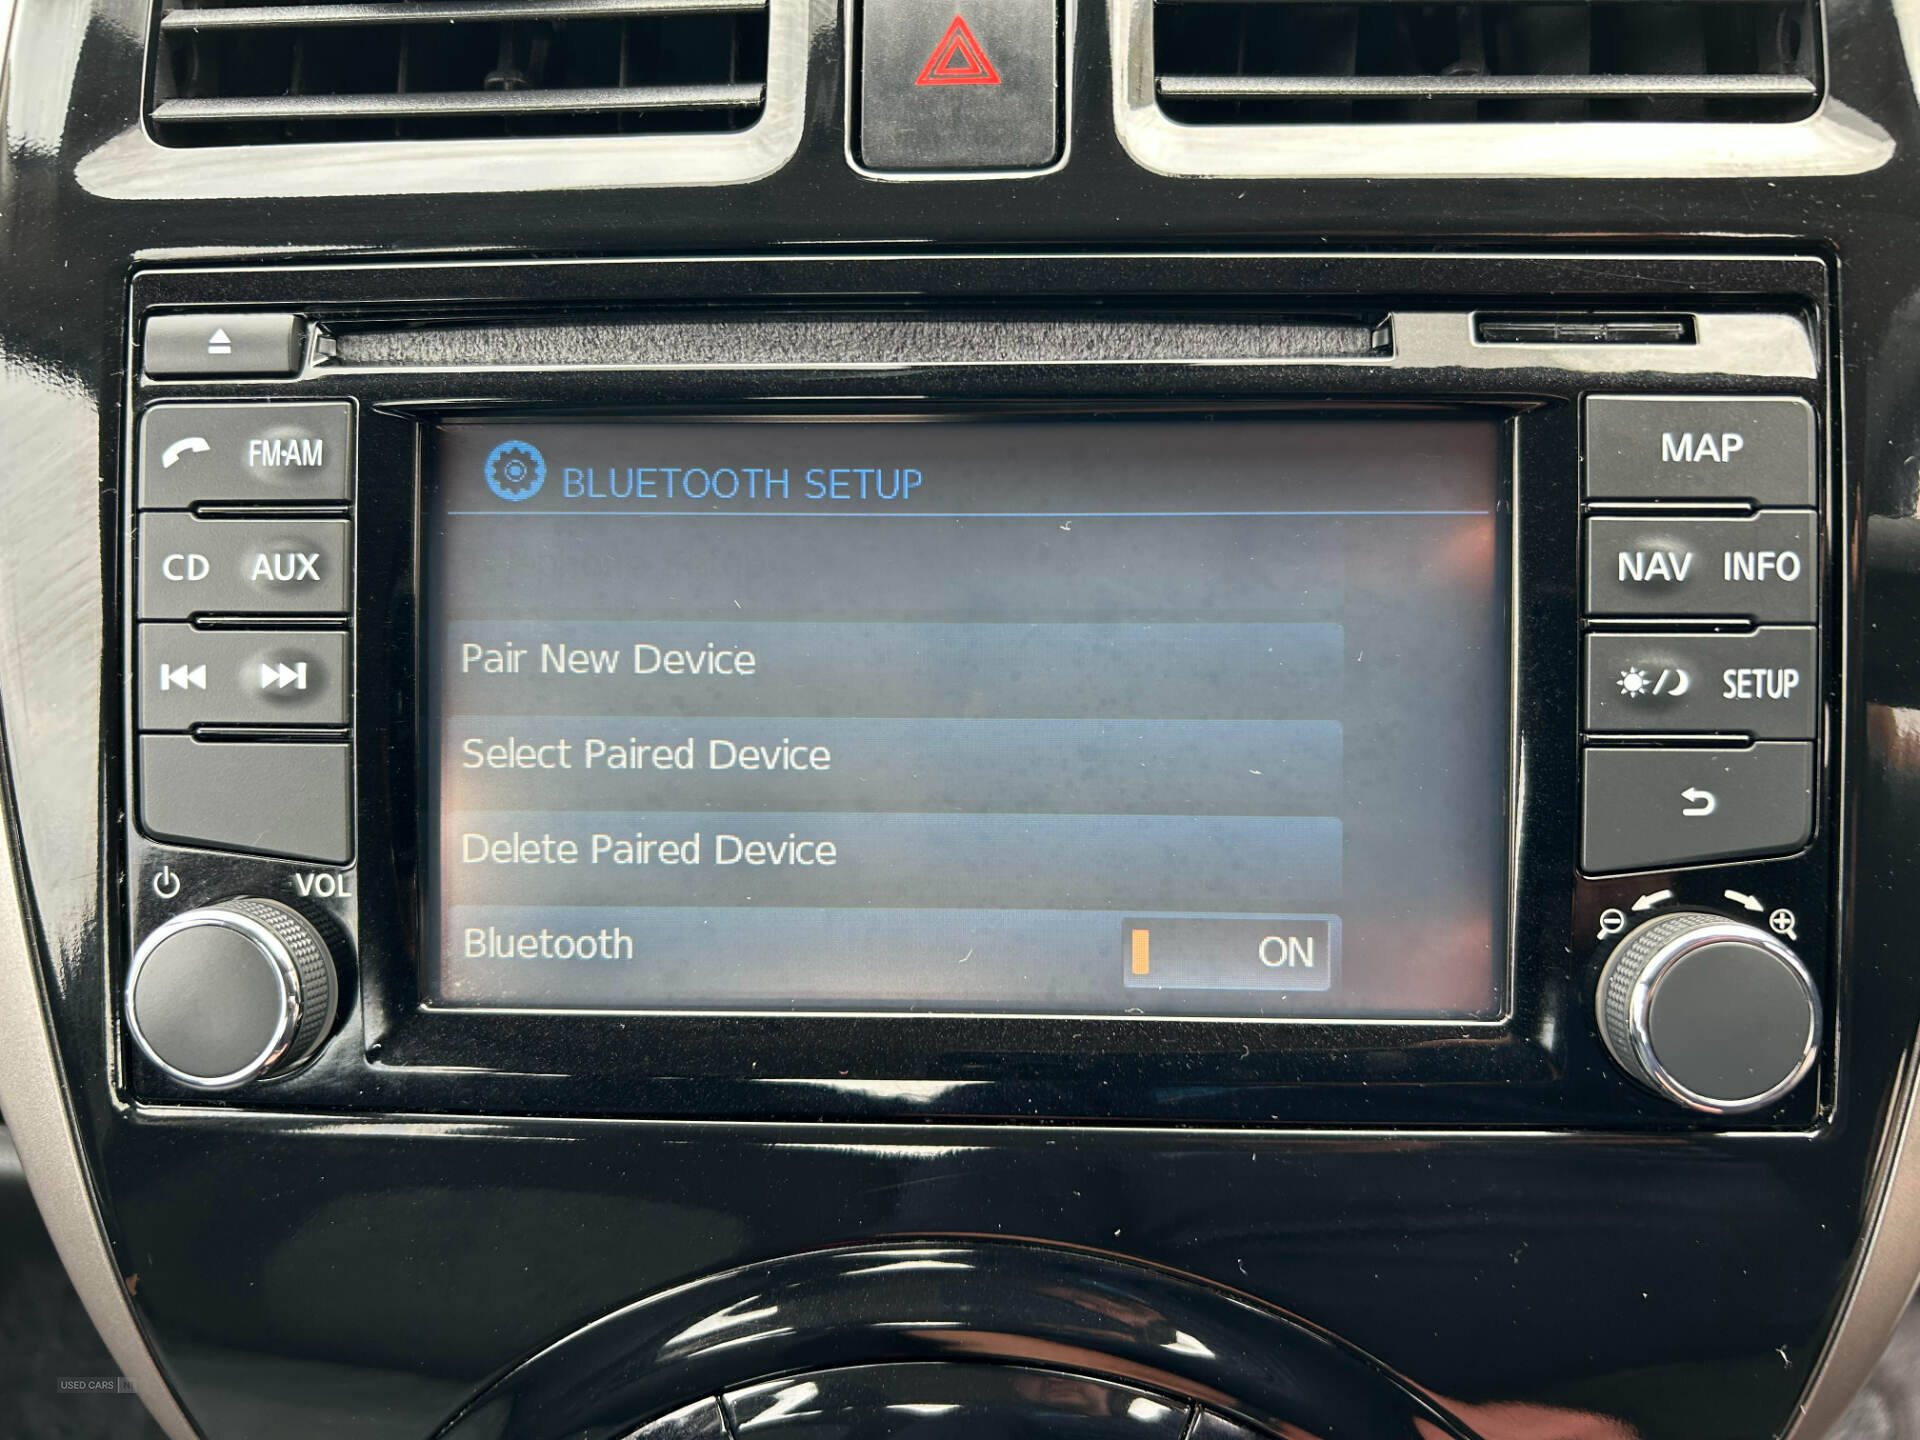 FM·AM
CD AUX
VOL
BLUETOOTH SETUP
Pair New Device
Select Paired Device
Delete Paired Device
Bluetooth ON
MAP
NAV INFO
SETUP
USED CARS